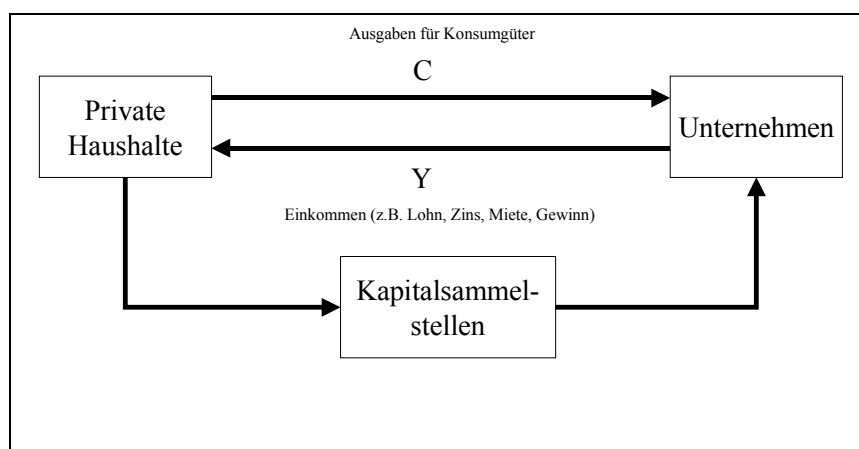 Ausgaben für Konsumgüter
C
Private
Haushalte
Unternehmen
Y
Einkommen (z.B. Lohn, Zins, Miete, Gewinn)
Kapitalsammel-
stellen